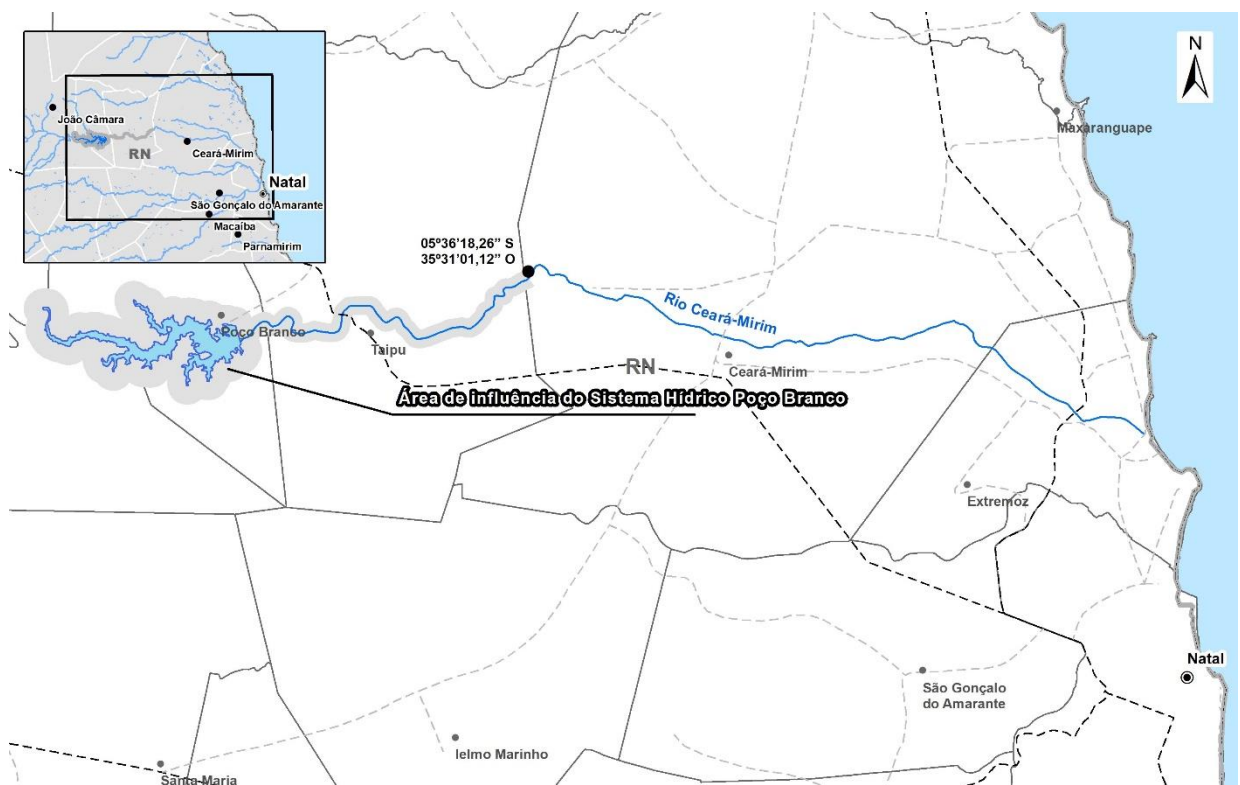 N
João Câmara
RN
Ceará-Mirim
Natal
São Gonçalo do Amarante
Macaíba
Parnamirim
Maxaranguape
05º36'18,26" S
35º31'01,12" O
Rio Ceará-Mirim
Poço Branco
Taipu
Ceará-Mirim
RN
Área de influência do Sistema Hídrico Poço Branco
Extremoz
Natal
São Gonçalo
do Amarante
Ielmo Marinho
Santa Maria